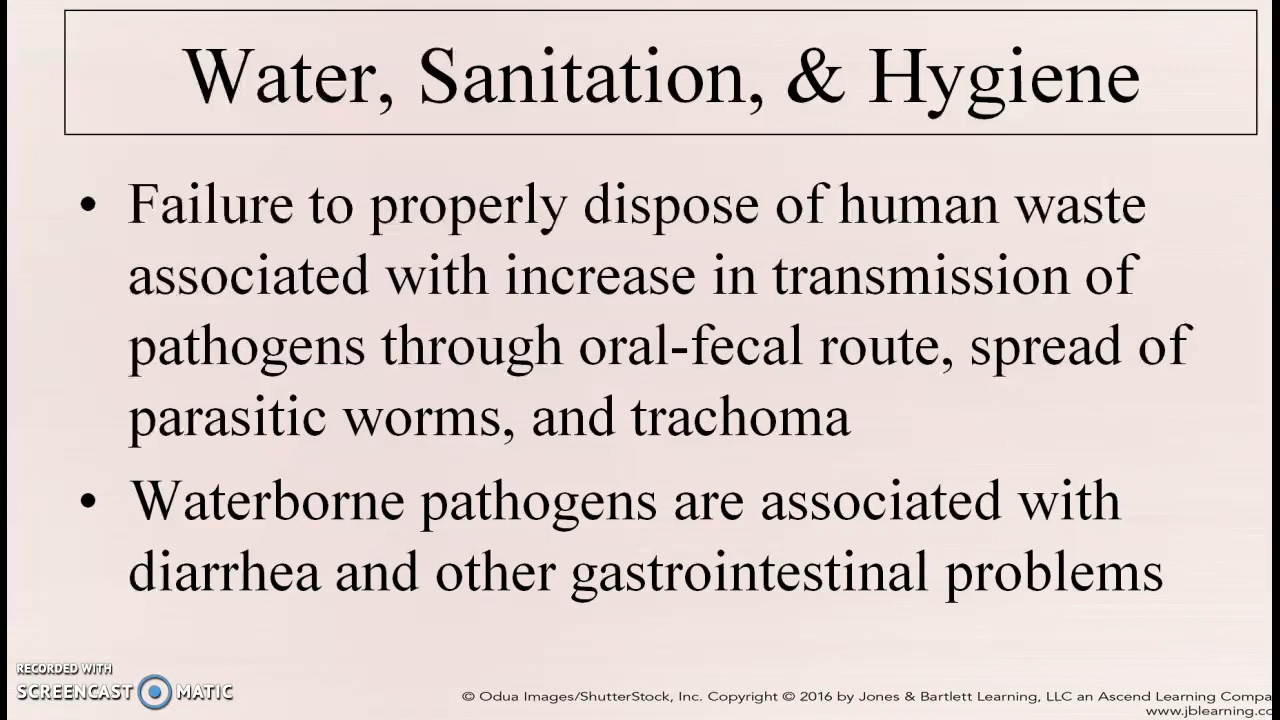 Water, Sanitation, & Hygiene
• Failure to properly dispose of human waste
associated with increase in transmission of
pathogens through oral-fecal route, spread of
parasitic worms, and trachoma
• Waterborne pathogens are associated with
diarrhea and other gastrointestinal problems
RECORDED WITH
SCREENCAST MATIC
© Odua Images/ShutterStock, Inc. Copyright © 2016 by Jones & Bartlett Learning, LLC an Ascend Learning Compa
www.jblearning.co